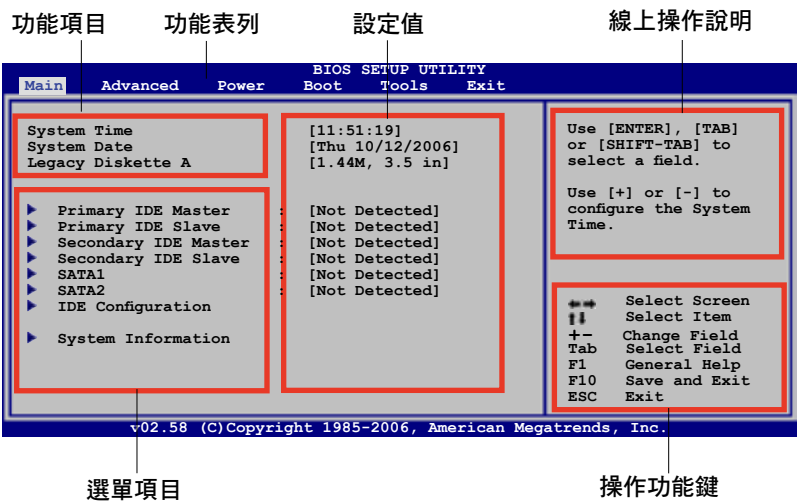 功能項目 功能表列 設定值 線上操作說明
BIOS SETUP UTILITY
Main Advanced Power Boot Tools Exit
System Time [11:51:19]
System Date [Thu 10/12/2006]
Legacy Diskette A [1.44M, 3.5 in]
Primary IDE Master : [Not Detected]
Primary IDE Slave : [Not Detected]
Secondary IDE Master : [Not Detected]
Secondary IDE Slave : [Not Detected]
SATA1 : [Not Detected]
SATA2 : [Not Detected]
IDE Configuration
System Information
Use [ENTER], [TAB]
or [SHIFT-TAB] to
select a field.
Use [+] or [-] to
configure the System
Time.
←→ Select Screen
↑↓ Select Item
+- Change Field
Tab Select Field
F1 General Help
F10 Save and Exit
ESC Exit
v02.58 (C)Copyright 1985-2006, American Megatrends, Inc.
選單項目 操作功能鍵